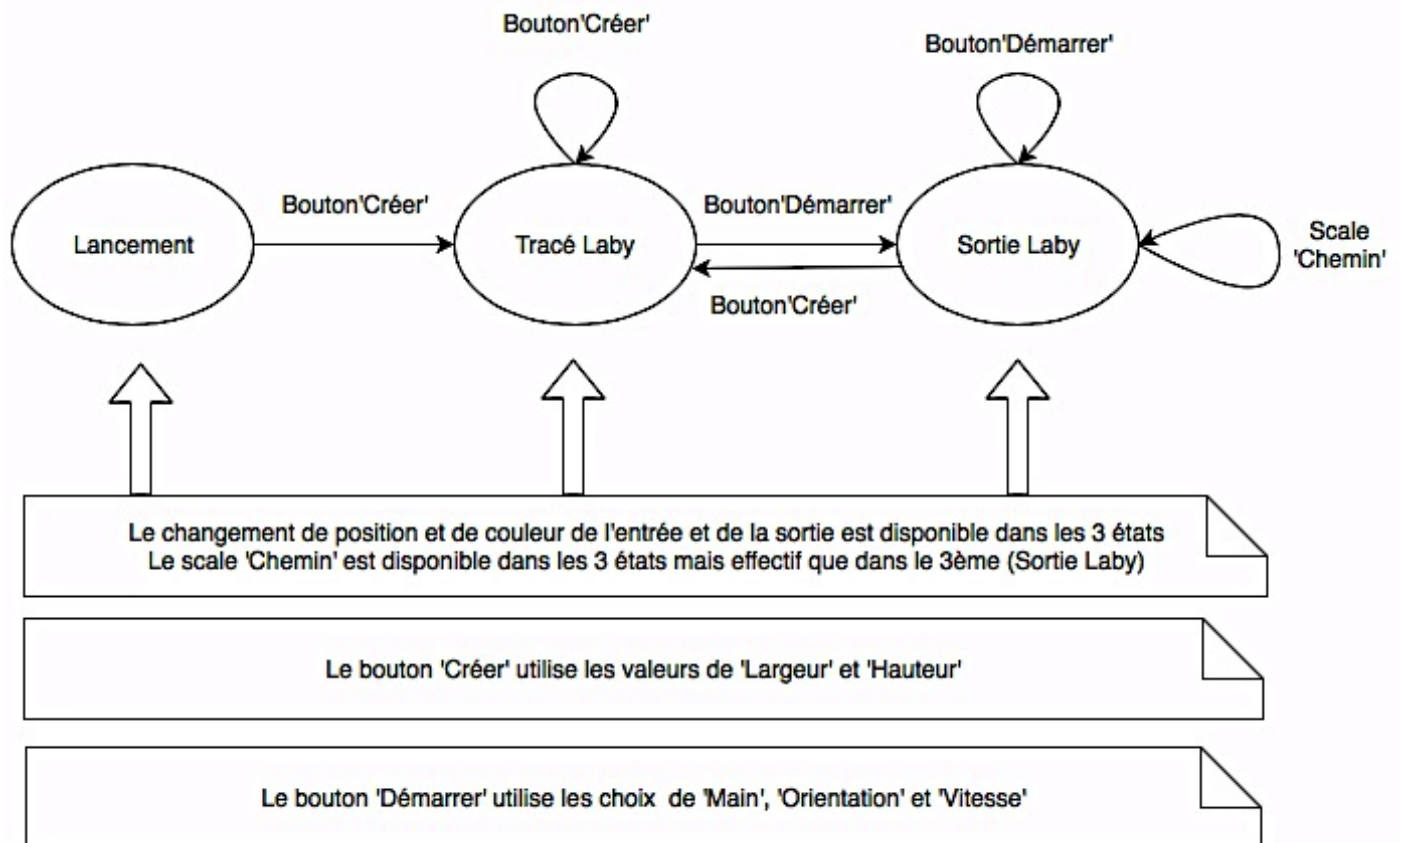 Bouton'Créer'
Bouton'Démarrer'
Bouton'Créer'
Bouton'Démarrer'
Lancement
Tracé Laby
Sortie Laby
Scale
'Chemin'
Bouton'Créer'
Le changement de position et de couleur de l'entrée et de la sortie est disponible dans les 3 états
Le scale 'Chemin' est disponible dans les 3 états mais effectif que dans le 3ème (Sortie Laby)
Le bouton 'Créer' utilise les valeurs de 'Largeur' et 'Hauteur'
Le bouton 'Démarrer' utilise les choix de 'Main', 'Orientation' et 'Vitesse'